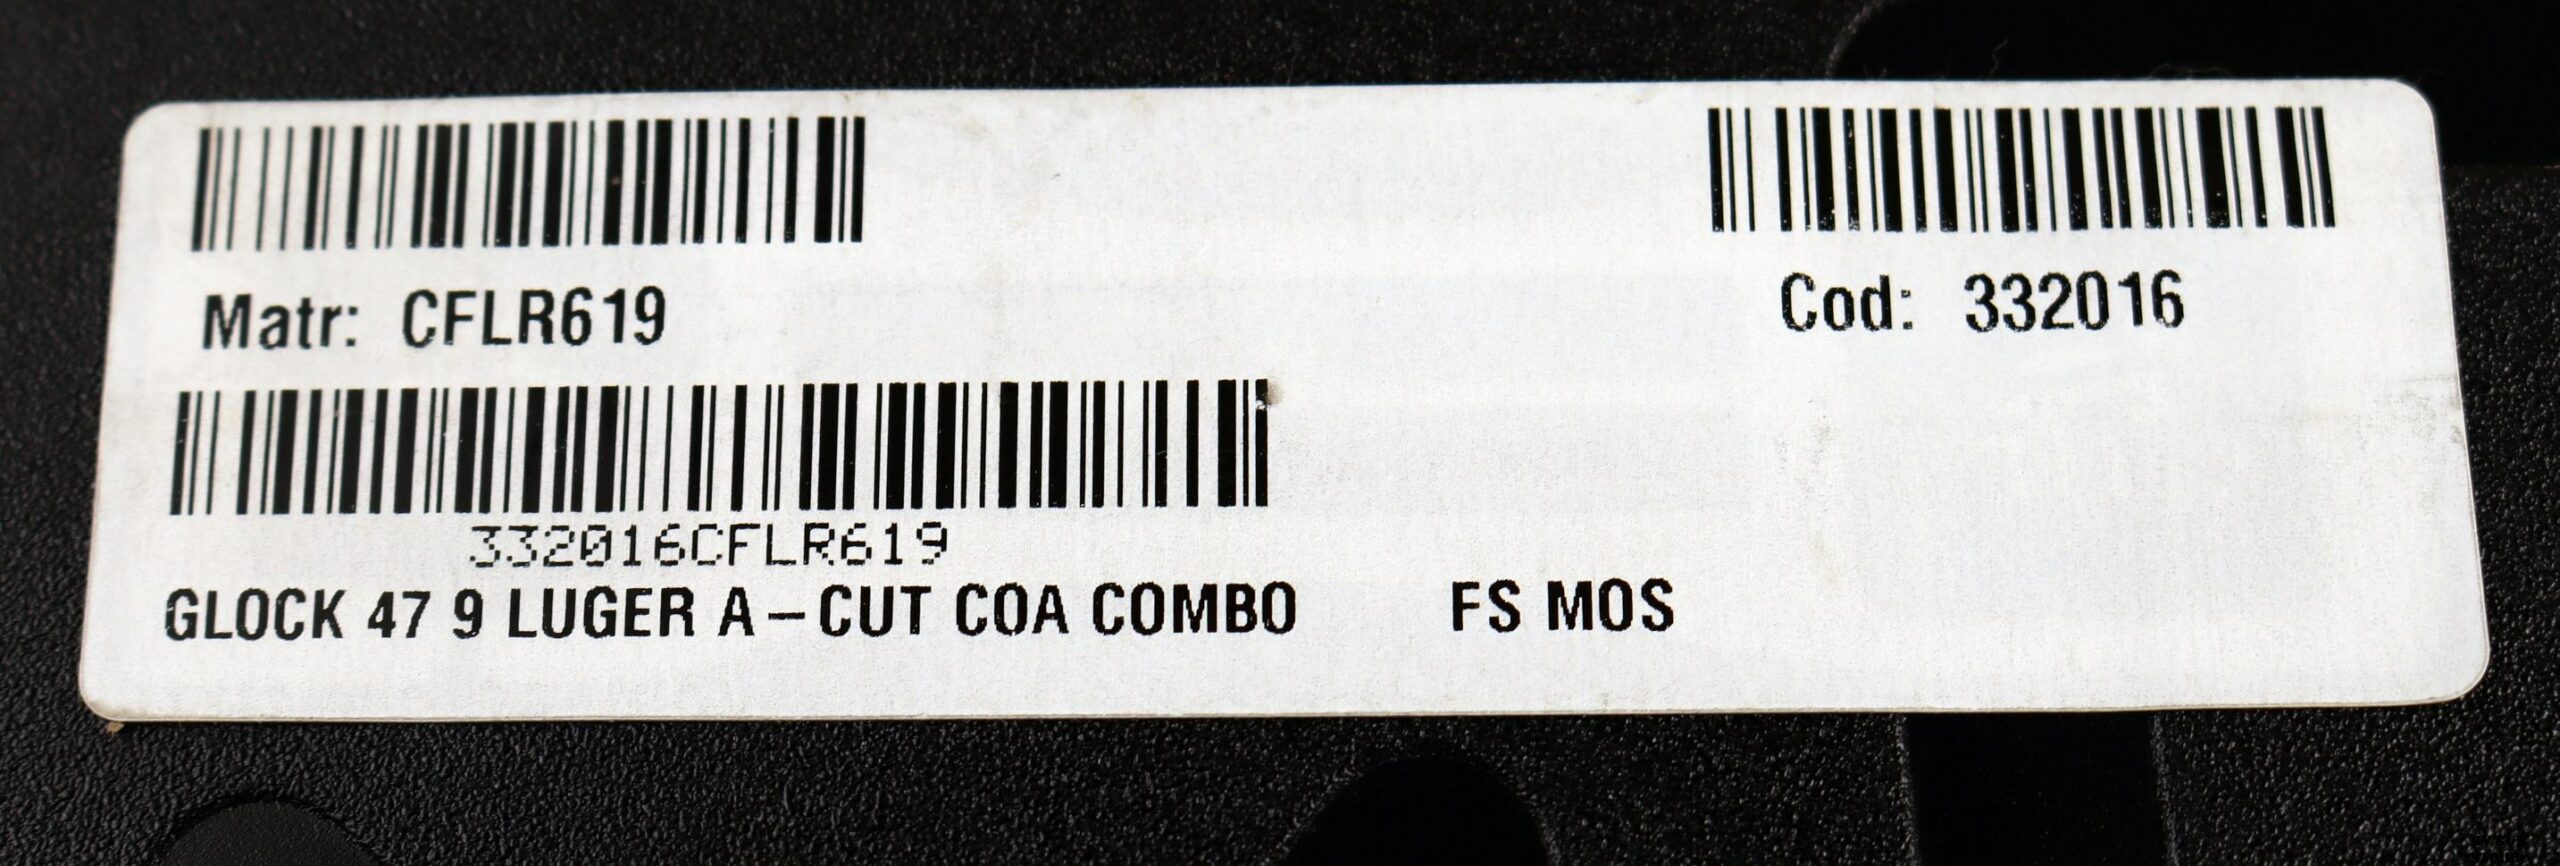 Matr: CFLR619
Cod: 332016
332016CFLR619
GLOCK 47 9 LUGER A-CUT COA COMBO FS MOS